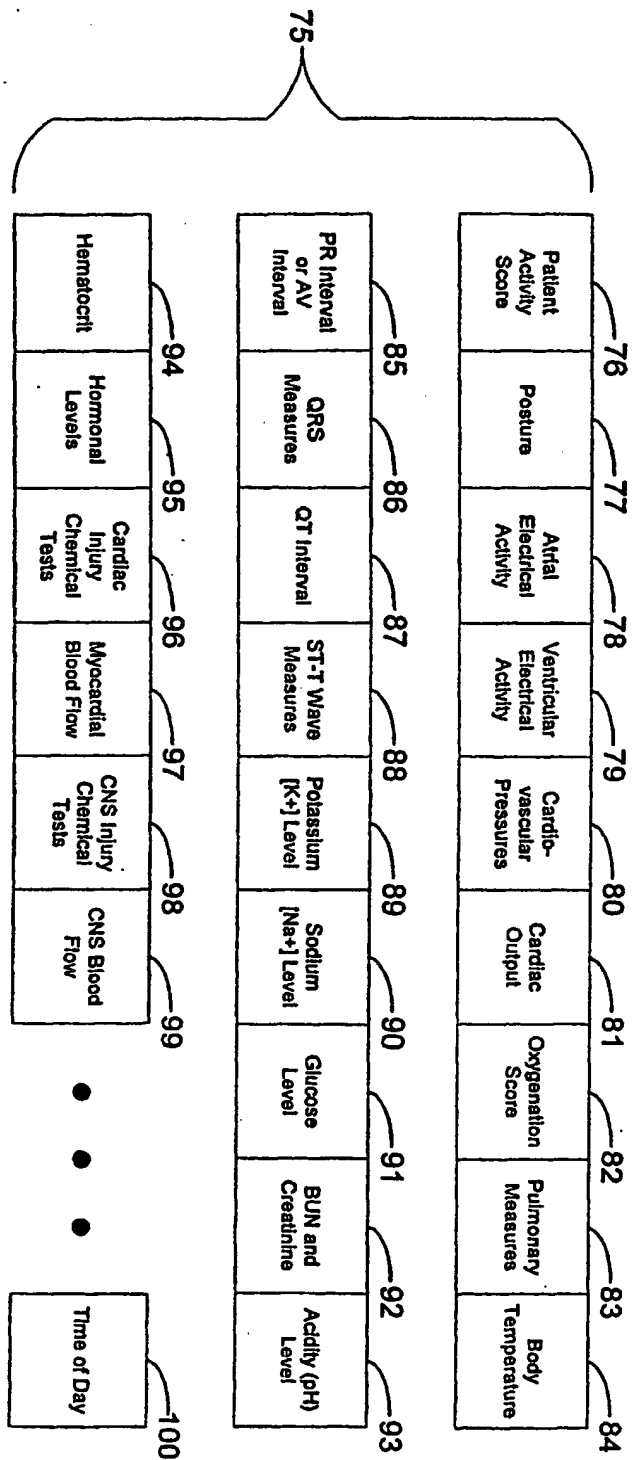 75
76
77
78
79
80
81
82
83
84
Patient
Activity
Score
Posture
Atrial
Electrical
Activity
Ventricular
Electrical
Activity
Cardio-
vascular
Pressures
Cardiac
Output
Oxygenation
Score
Pulmonary
Measures
Body
Temperature
85
86
87
88
89
90
91
92
93
PR Interval
or AV
Interval
QRS
Measures
QT Interval
ST-T Wave
Measures
Potassium
[K+] Level
Sodium
[Na+] Level
Glucose
Level
BUN and
Creatinine
Acidity (pH)
Level
94
95
96
97
98
99
100
Hematocrit
Hormonal
Levels
Cardiac
Injury
Chemical
Tests
Myocardial
Blood Flow
CNS Injury
Chemical
Tests
CNS Blood
Flow
Time of Day